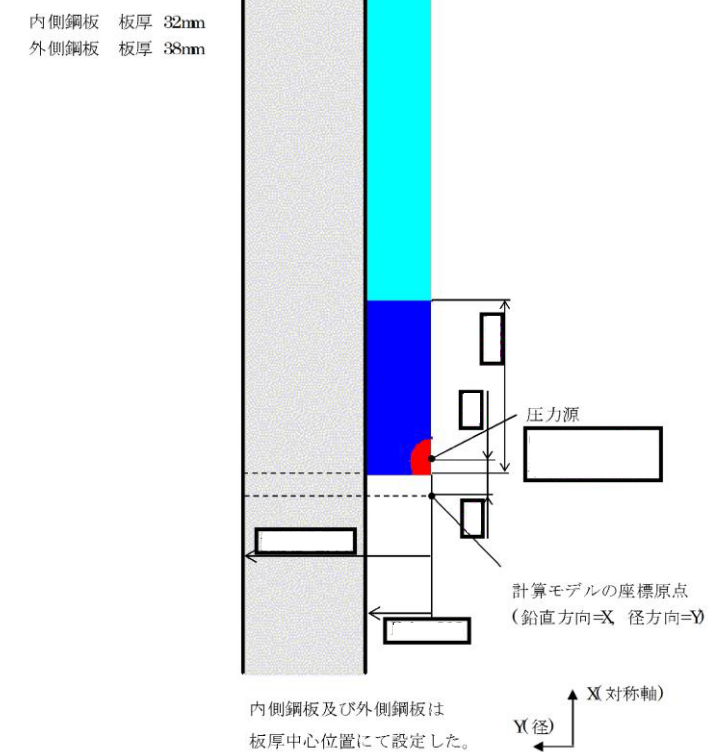 内側鋼板　板厚 32mm
外側鋼板　板厚 38mm
圧力源
計算モデルの座標原点
(鉛直方向=X, 径方向=Y)
内側鋼板及び外側鋼板は
板厚中心位置にて設定した。
X(対称軸)
Y(径)